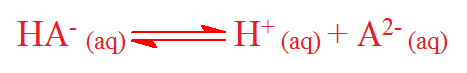 HA⁻ (aq) ⇌ H⁺ (aq) + A²⁻ (aq)